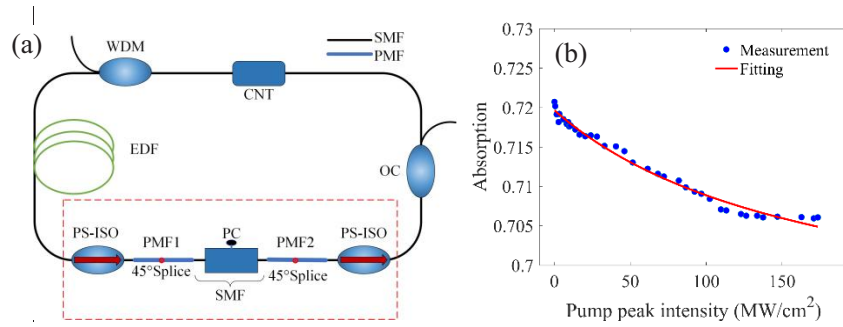 (a)
WDM
SMF
PMF
CNT
EDF
OC
PS-ISO
PMF1
PC
PMF2
PS-ISO
45°Splice
45°Splice
SMF
(b)
Measurement
Fitting
0.73
0.725
0.72
0.715
0.71
0.705
0.7
Absorption
0
50
100
150
Pump peak intensity (MW/cm²)